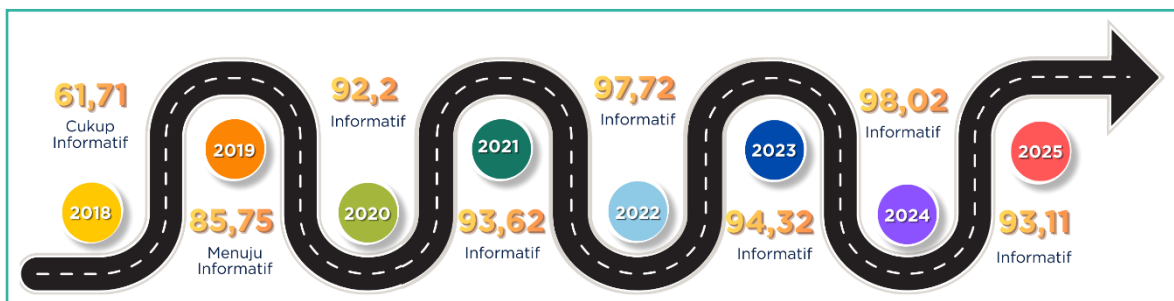 61,71
Cukup
Informatif
2018
2019
85,75
Menuju
Informatif
92,2
Informatif
2020
2021
93,62
Informatif
97,72
Informatif
2022
2023
94,32
Informatif
98,02
Informatif
2024
2025
93,11
Informatif